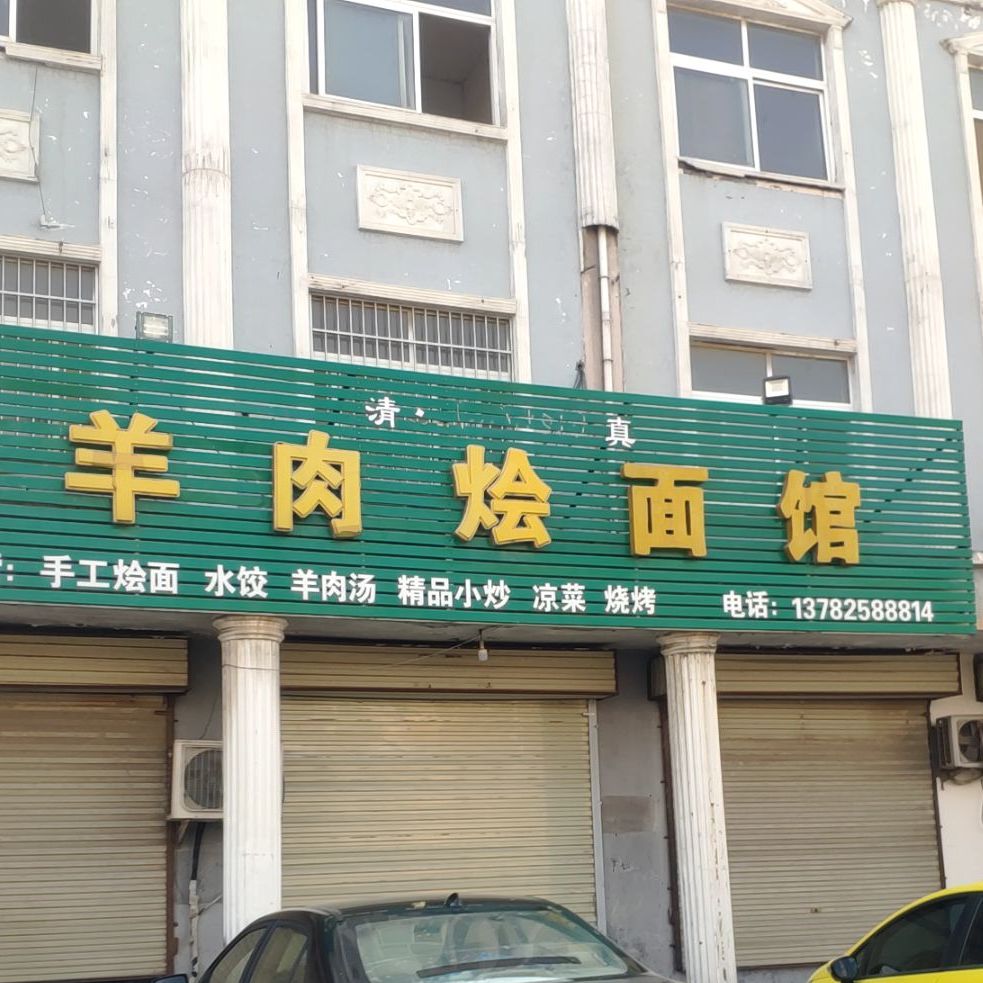 清 真
羊肉烩面馆
: 手工烩面 水饺 羊肉汤 精品小炒 凉菜 烧烤 电话: 13782588814